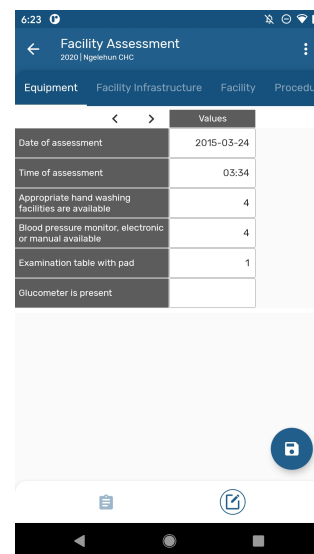 6:23
Facility Assessment
2020 | Ngelehun CHC
Equipment Facility Infrastructure Facility Procedu
Values
Date of assessment 2015-03-24
Time of assessment 03:34
Appropriate hand washing
facilities are available 4
Blood pressure monitor, electronic
or manual available 4
Examination table with pad 1
Glucometer is present